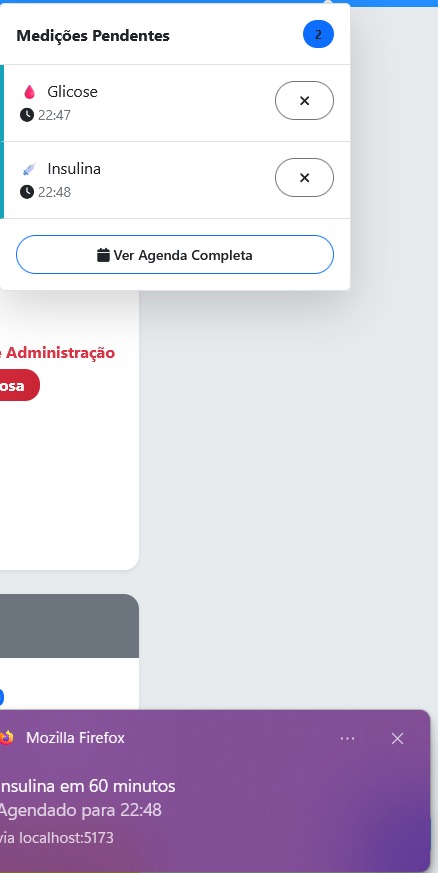 Medições Pendentes 2
Glicose
22:47
Insulina
22:48
Ver Agenda Completa
e Administração
osa
Mozilla Firefox
nsulina em 60 minutos
Agendado para 22:48
via localhost:5173